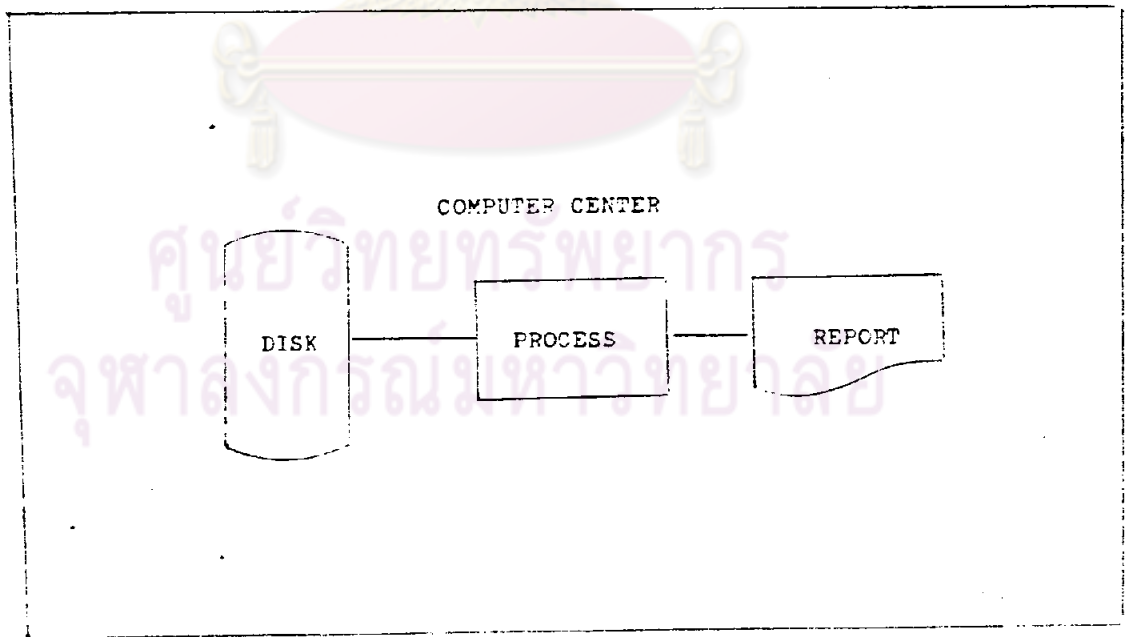 COMPUTER CENTER
ศูนย์วิทยทรัพยากร
DISK
PROCESS
REPORT
จุฬาลงกรณ์มหาวิทยาลัย